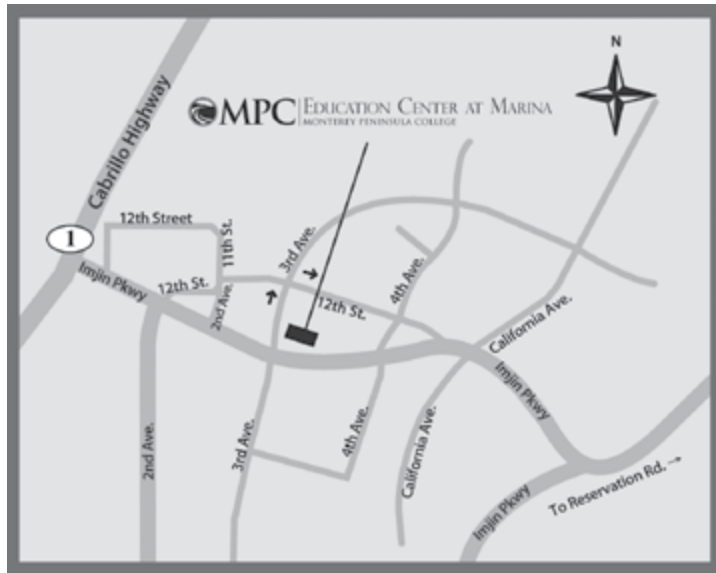 N
MPC
EDUCATION CENTER AT MARINA
MONTEREY PENINSULA COLLEGE
Cabrillo Highway
1
12th Street
11th St.
3rd Ave.
Imjin Pkwy
12th St.
2nd Ave.
12th St.
4th Ave.
California Ave.
Imjin Pkwy
2nd Ave.
3rd Ave.
4th Ave.
California Ave.
Imjin Pkwy
To Reservation Rd. →